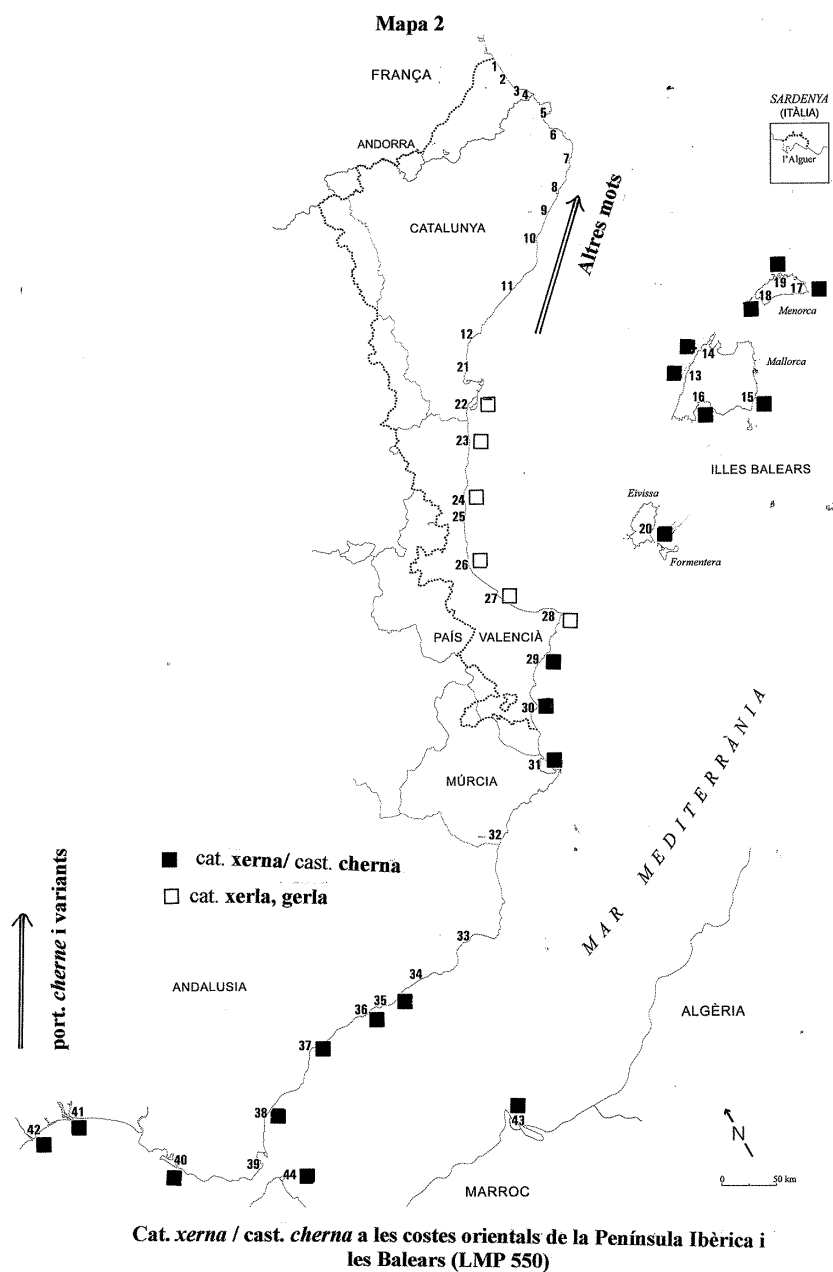 Mapa 2
FRANÇA
1
2
3
4
5
SARDENYA
(ITÀLIA)
l'Alguer
6
ANDORRA
7
8
9
Altres mots
CATALUNYA
10
11
19
18
17
Menorca
12
14
Mallorca
21
13
16
15
22
23
ILLES BALEARS
24
25
Eivissa
20
Formentera
26
27
28
PAÍS VALENCIÀ
29
30
31
MÚRCIA
MAR MEDITERRÀNIA
32
cat. xerna/ cast. cherna
cat. xerla, gerla
port. cherne i variants
33
34
ANDALUSIA
35
36
ALGÈRIA
37
38
41
42
43
40
39
44
N
MARROC
0 50 km
Cat. xerna / cast. cherna a les costes orientals de la Península Ibèrica i
les Balears (LMP 550)